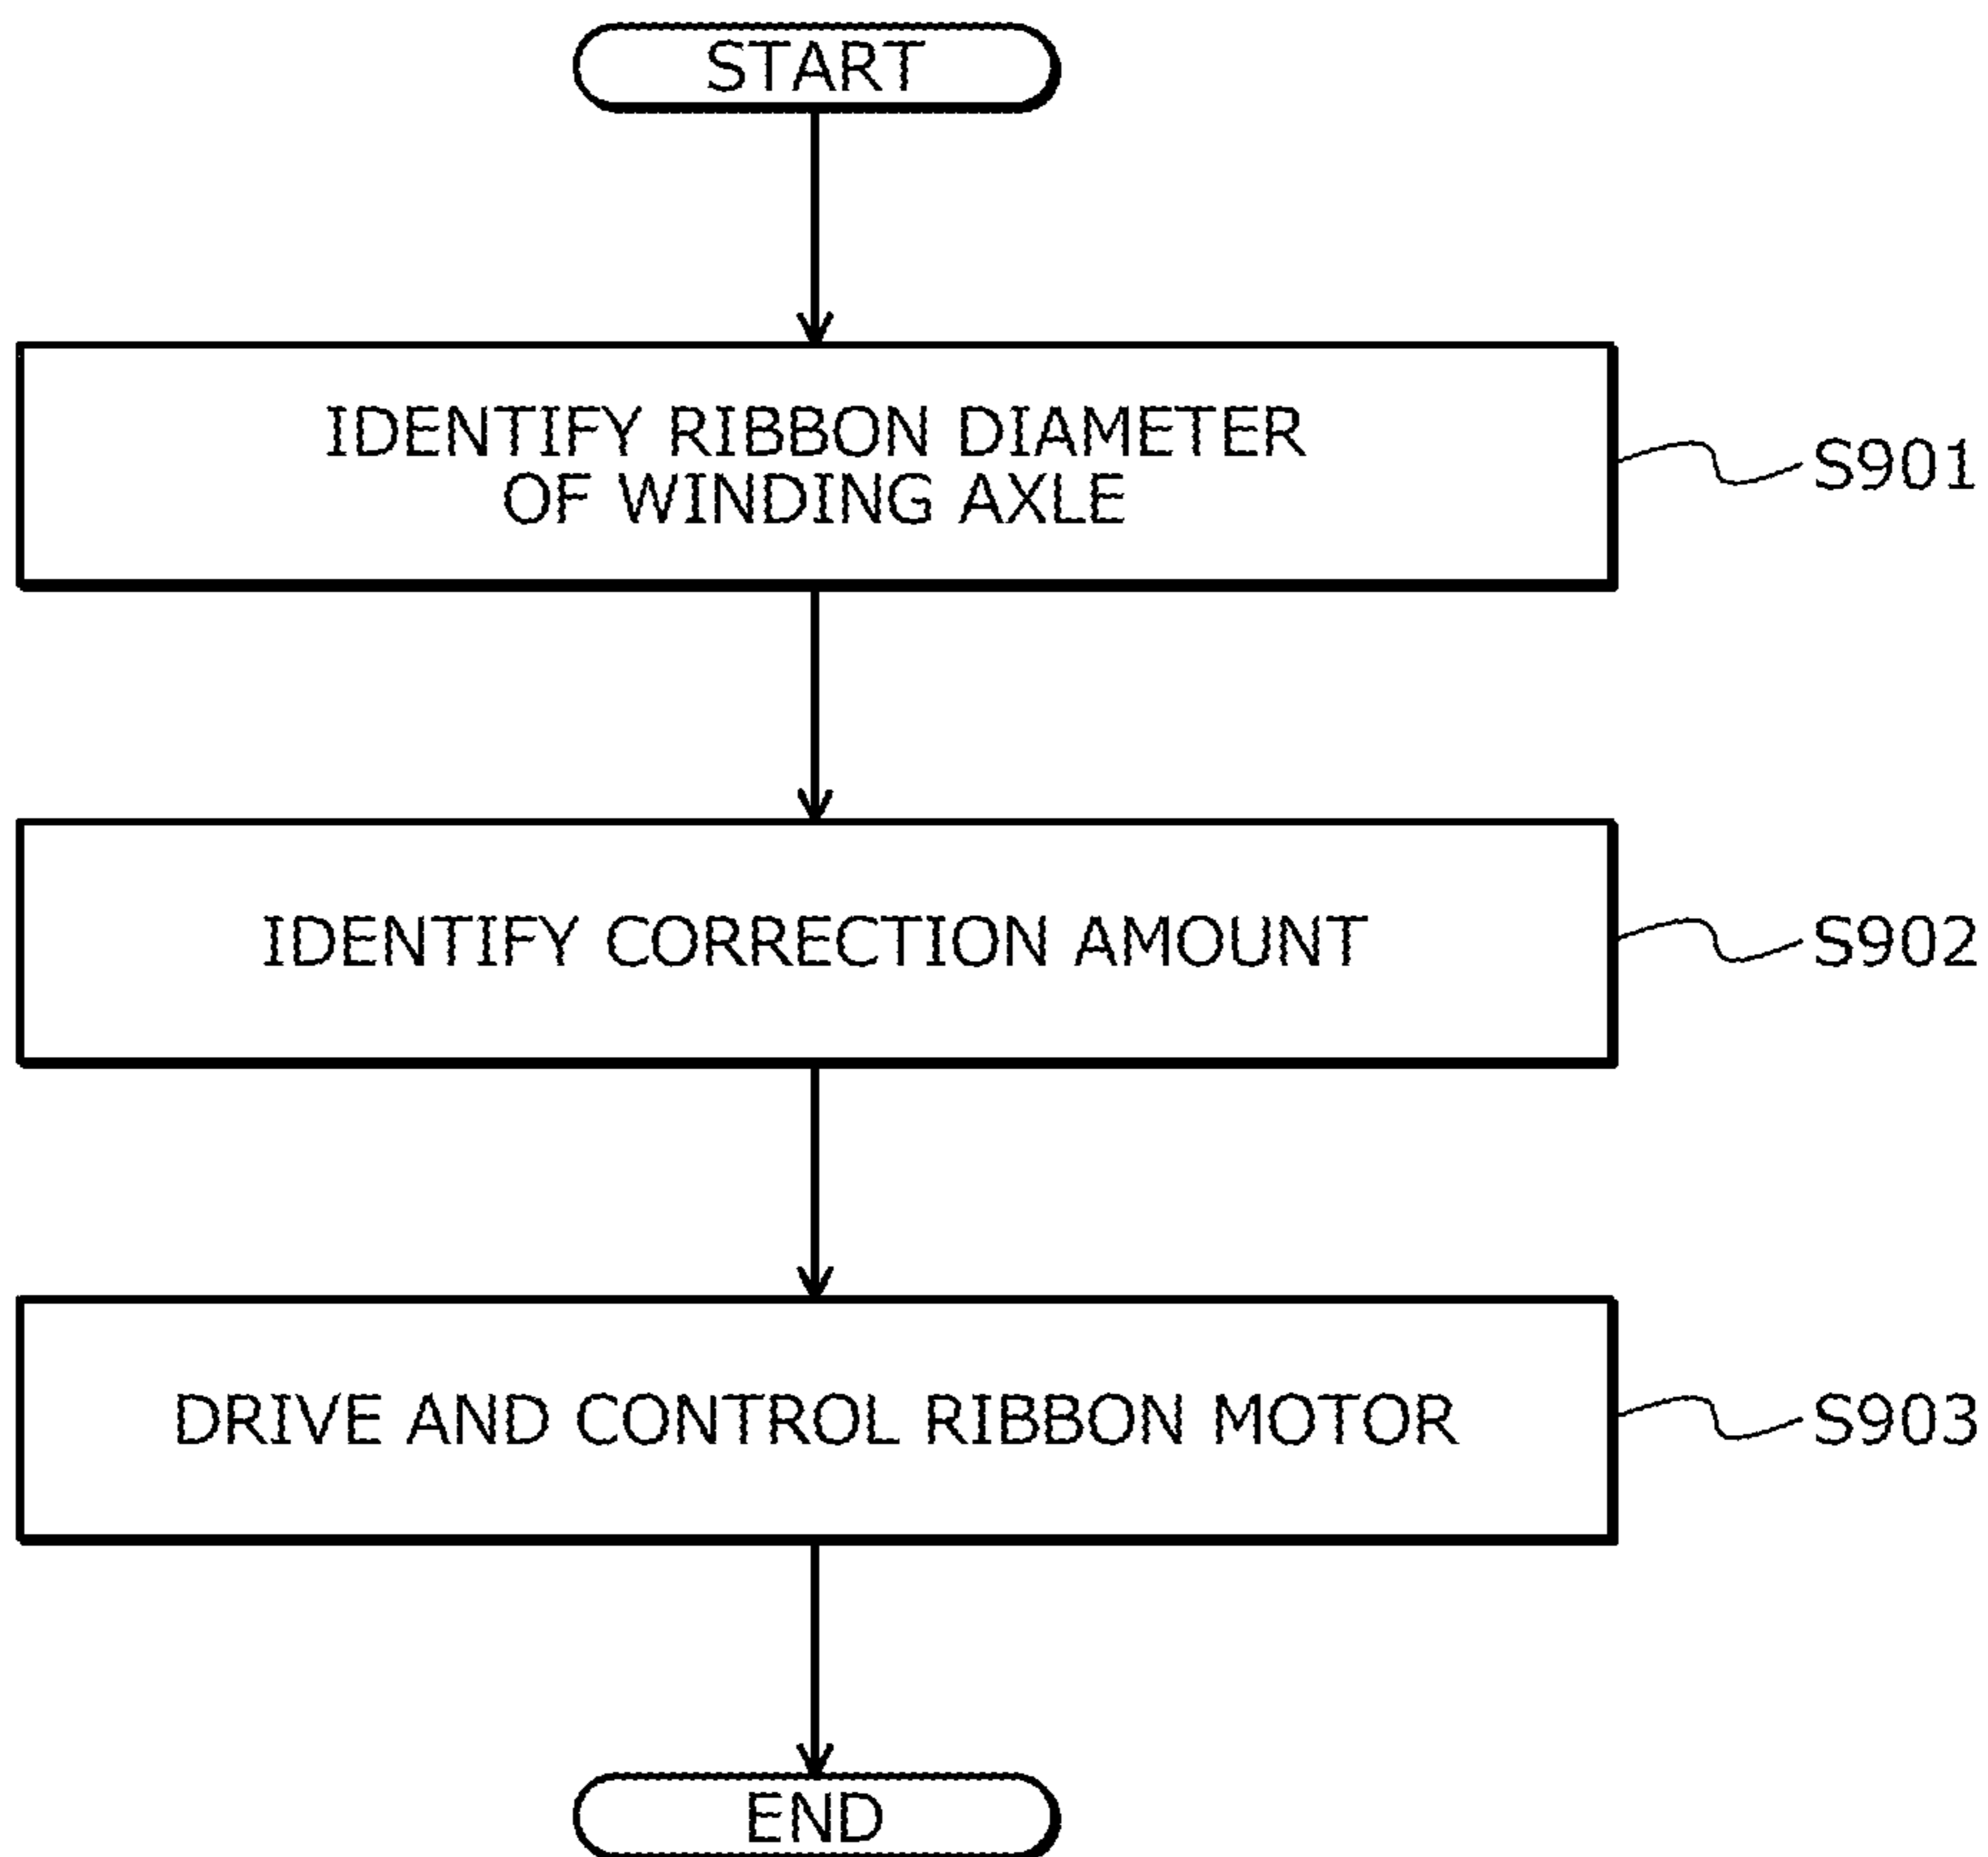 START
IDENTIFY RIBBON DIAMETER
OF WINDING AXLE
S901
IDENTIFY CORRECTION AMOUNT
S902
DRIVE AND CONTROL RIBBON MOTOR
S903
END